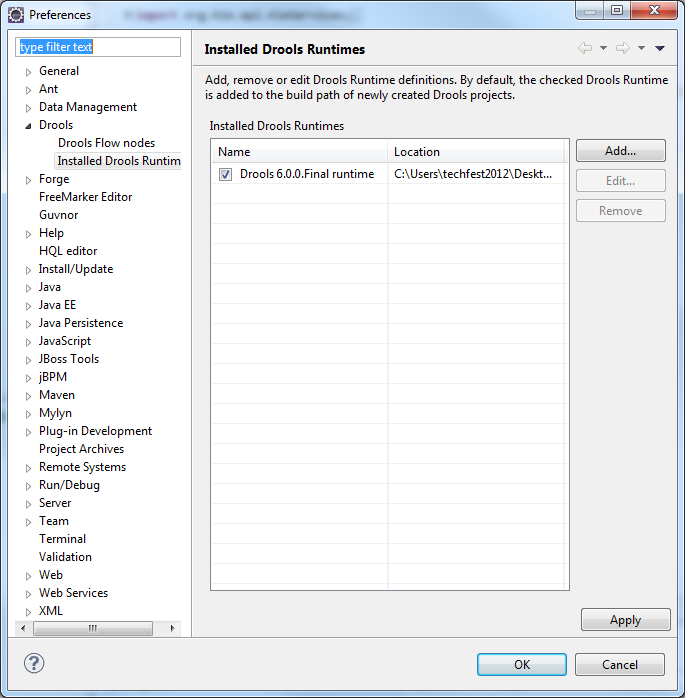 Preferences
type filter text
General
Ant
Data Management
Drools
Drools Flow nodes
Installed Drools Runtim
Forge
FreeMarker Editor
Guvnor
Help
HQL editor
Install/Update
Java
Java EE
Java Persistence
JavaScript
JBoss Tools
jBPM
Maven
Mylyn
Plug-in Development
Project Archives
Remote Systems
Run/Debug
Server
Team
Terminal
Validation
Web
Web Services
XML
Installed Drools Runtimes
Add, remove or edit Drools Runtime definitions. By default, the checked Drools Runtime
is added to the build path of newly created Drools projects.
Installed Drools Runtimes
Name Location
Drools 6.0.0.Final runtime C:\Users\techfest2012\Deskt...
Add...
Edit...
Remove
Apply
OK Cancel